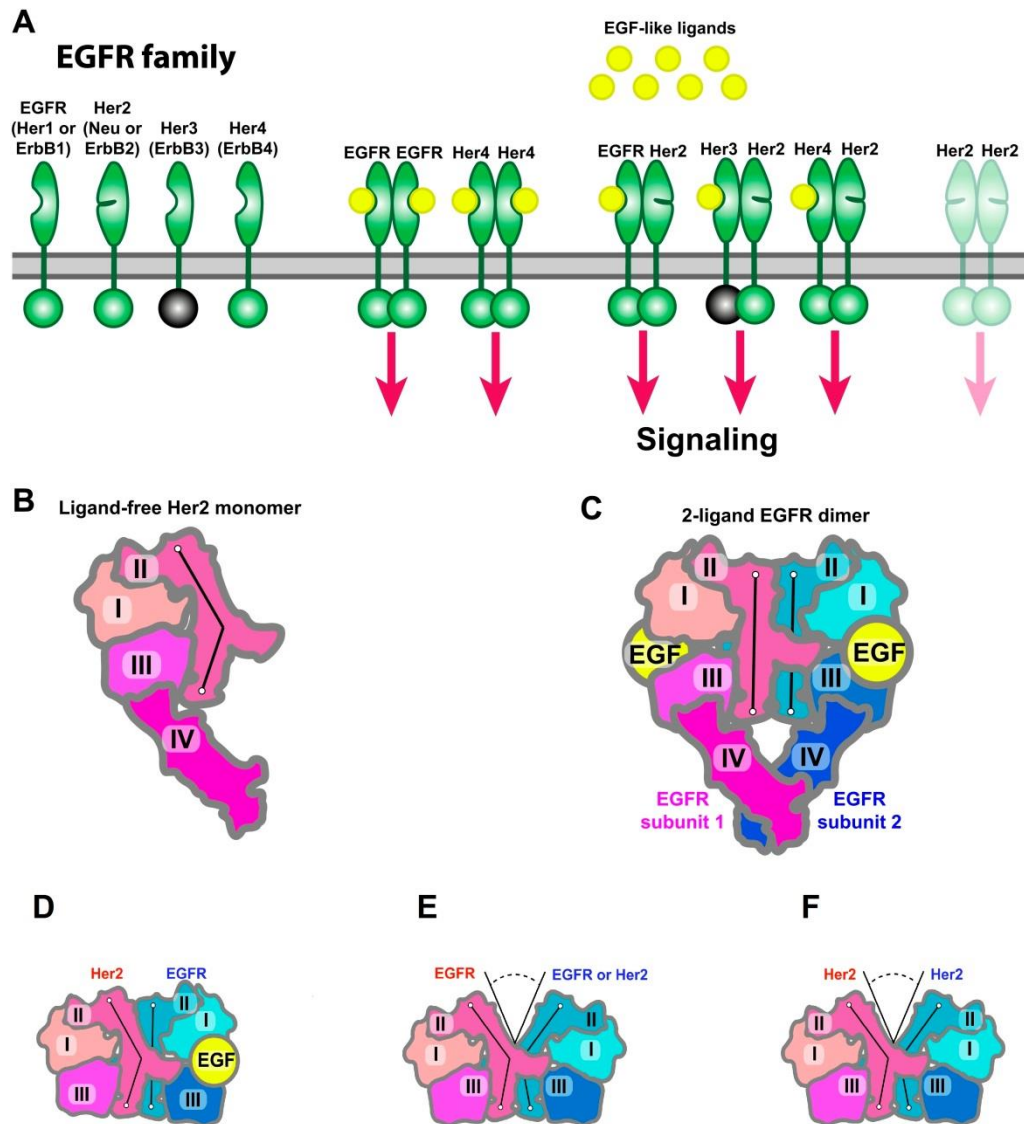 A
EGFR family
EGF-like ligands
EGFR
(Her1 or
ErbB1)
Her2
(Neu or
ErbB2)
Her3
(ErbB3)
Her4
(ErbB4)
EGFR EGFR
Her4 Her4
EGFR Her2
Her3 Her2
Her4 Her2
Her2 Her2
Signaling
B
Ligand-free Her2 monomer
II
I
III
IV
C
2-ligand EGFR dimer
II
II
I
I
EGF
EGF
III
III
IV
IV
EGFR
subunit 1
EGFR
subunit 2
D
Her2
EGFR
II
II
I
I
EGF
III
III
E
EGFR
EGFR or Her2
II
II
I
I
III
III
F
Her2
Her2
II
II
I
I
III
III